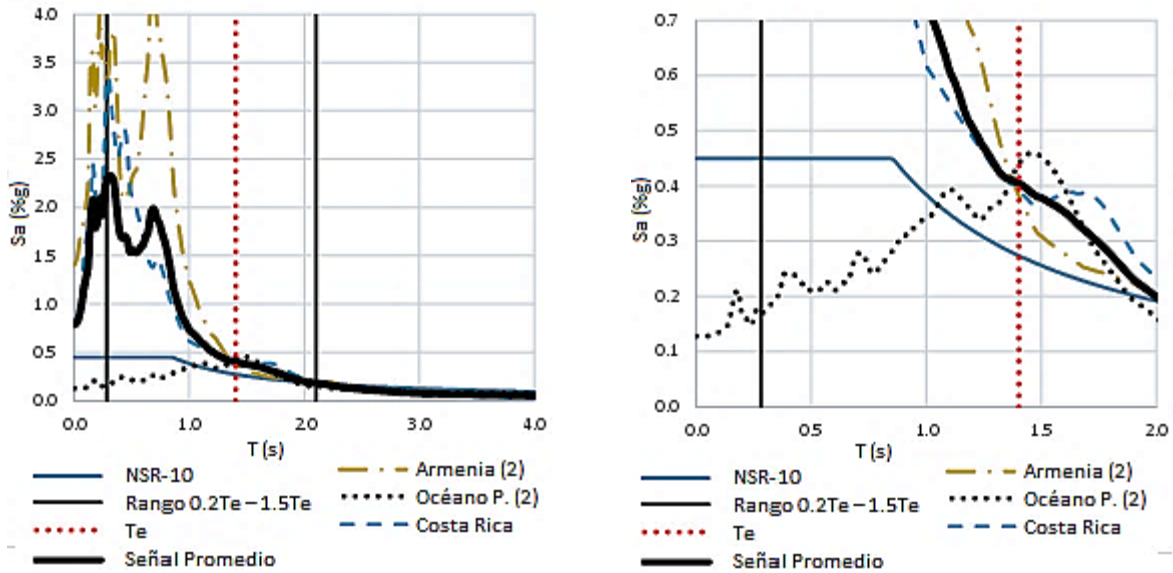 4.0
3.5
3.0
2.5
2.0
1.5
1.0
0.5
0.0
Sa (%g)
0.0 1.0 2.0 3.0 4.0
T (s)
NSR-10
Rango 0.2Te – 1.5Te
Te
Señal Promedio
Armenia (2)
Océano P. (2)
Costa Rica
0.7
0.6
0.5
0.4
0.3
0.2
0.1
0.0
Sa (%g)
0.0 0.5 1.0 1.5 2.0
T (s)
NSR-10
Rango 0.2Te – 1.5Te
Te
Señal Promedio
Armenia (2)
Océano P. (2)
Costa Rica